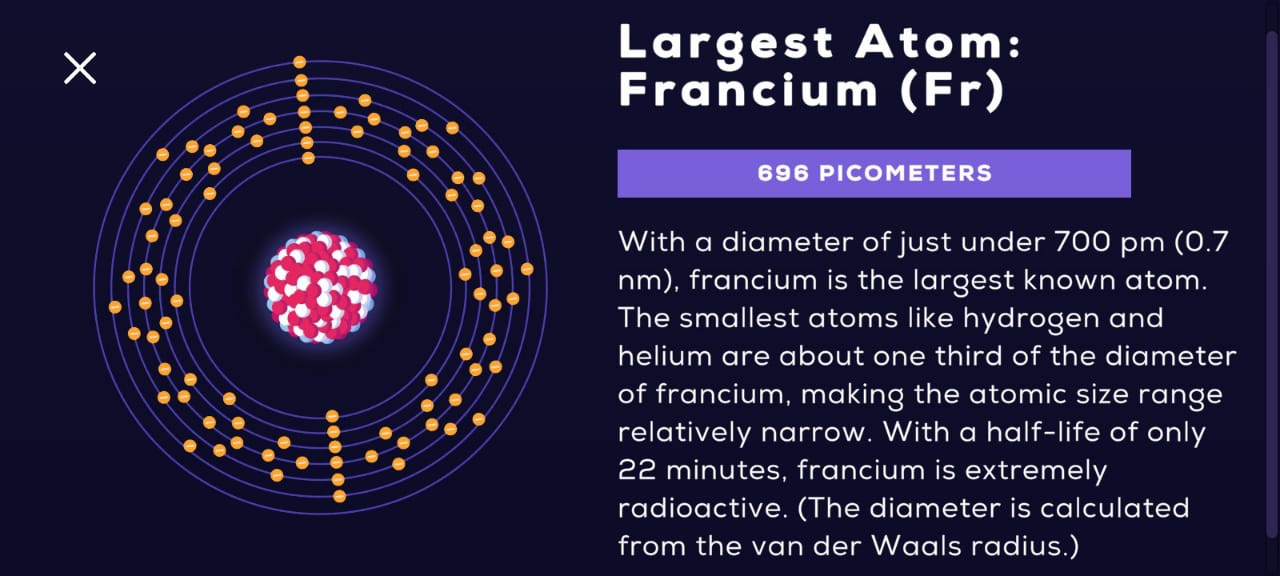 Largest Atom:
Francium (Fr)
696 PICOMETERS
With a diameter of just under 700 pm (0.7
nm), francium is the largest known atom.
The smallest atoms like hydrogen and
helium are about one third of the diameter
of francium, making the atomic size range
relatively narrow. With a half-life of only
22 minutes, francium is extremely
radioactive. (The diameter is calculated
from the van der Waals radius.)